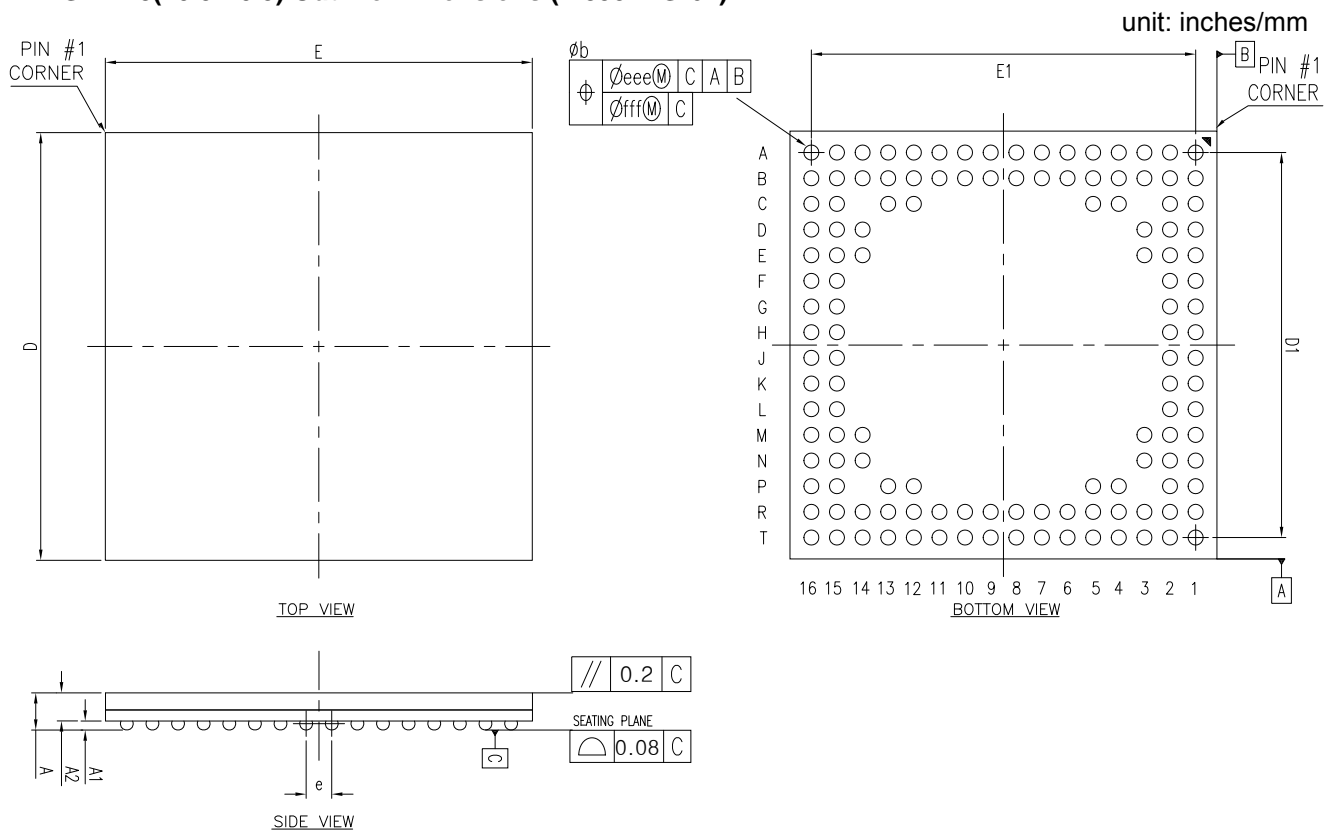 unit: inches/mm
PIN #1
CORNER
E
D
TOP VIEW
Øb
Øeee Ⓜ C A B
Øfff Ⓜ C
E1
B
PIN #1
CORNER
A
B
C
D
E
F
G
H
J
K
L
M
N
P
R
T
D1
16 15 14 13 12 11 10 9 8 7 6 5 4 3 2 1
A
BOTTOM VIEW
// 0.2 C
SEATING PLANE
0.08 C
C
A
A2
A1
e
SIDE VIEW